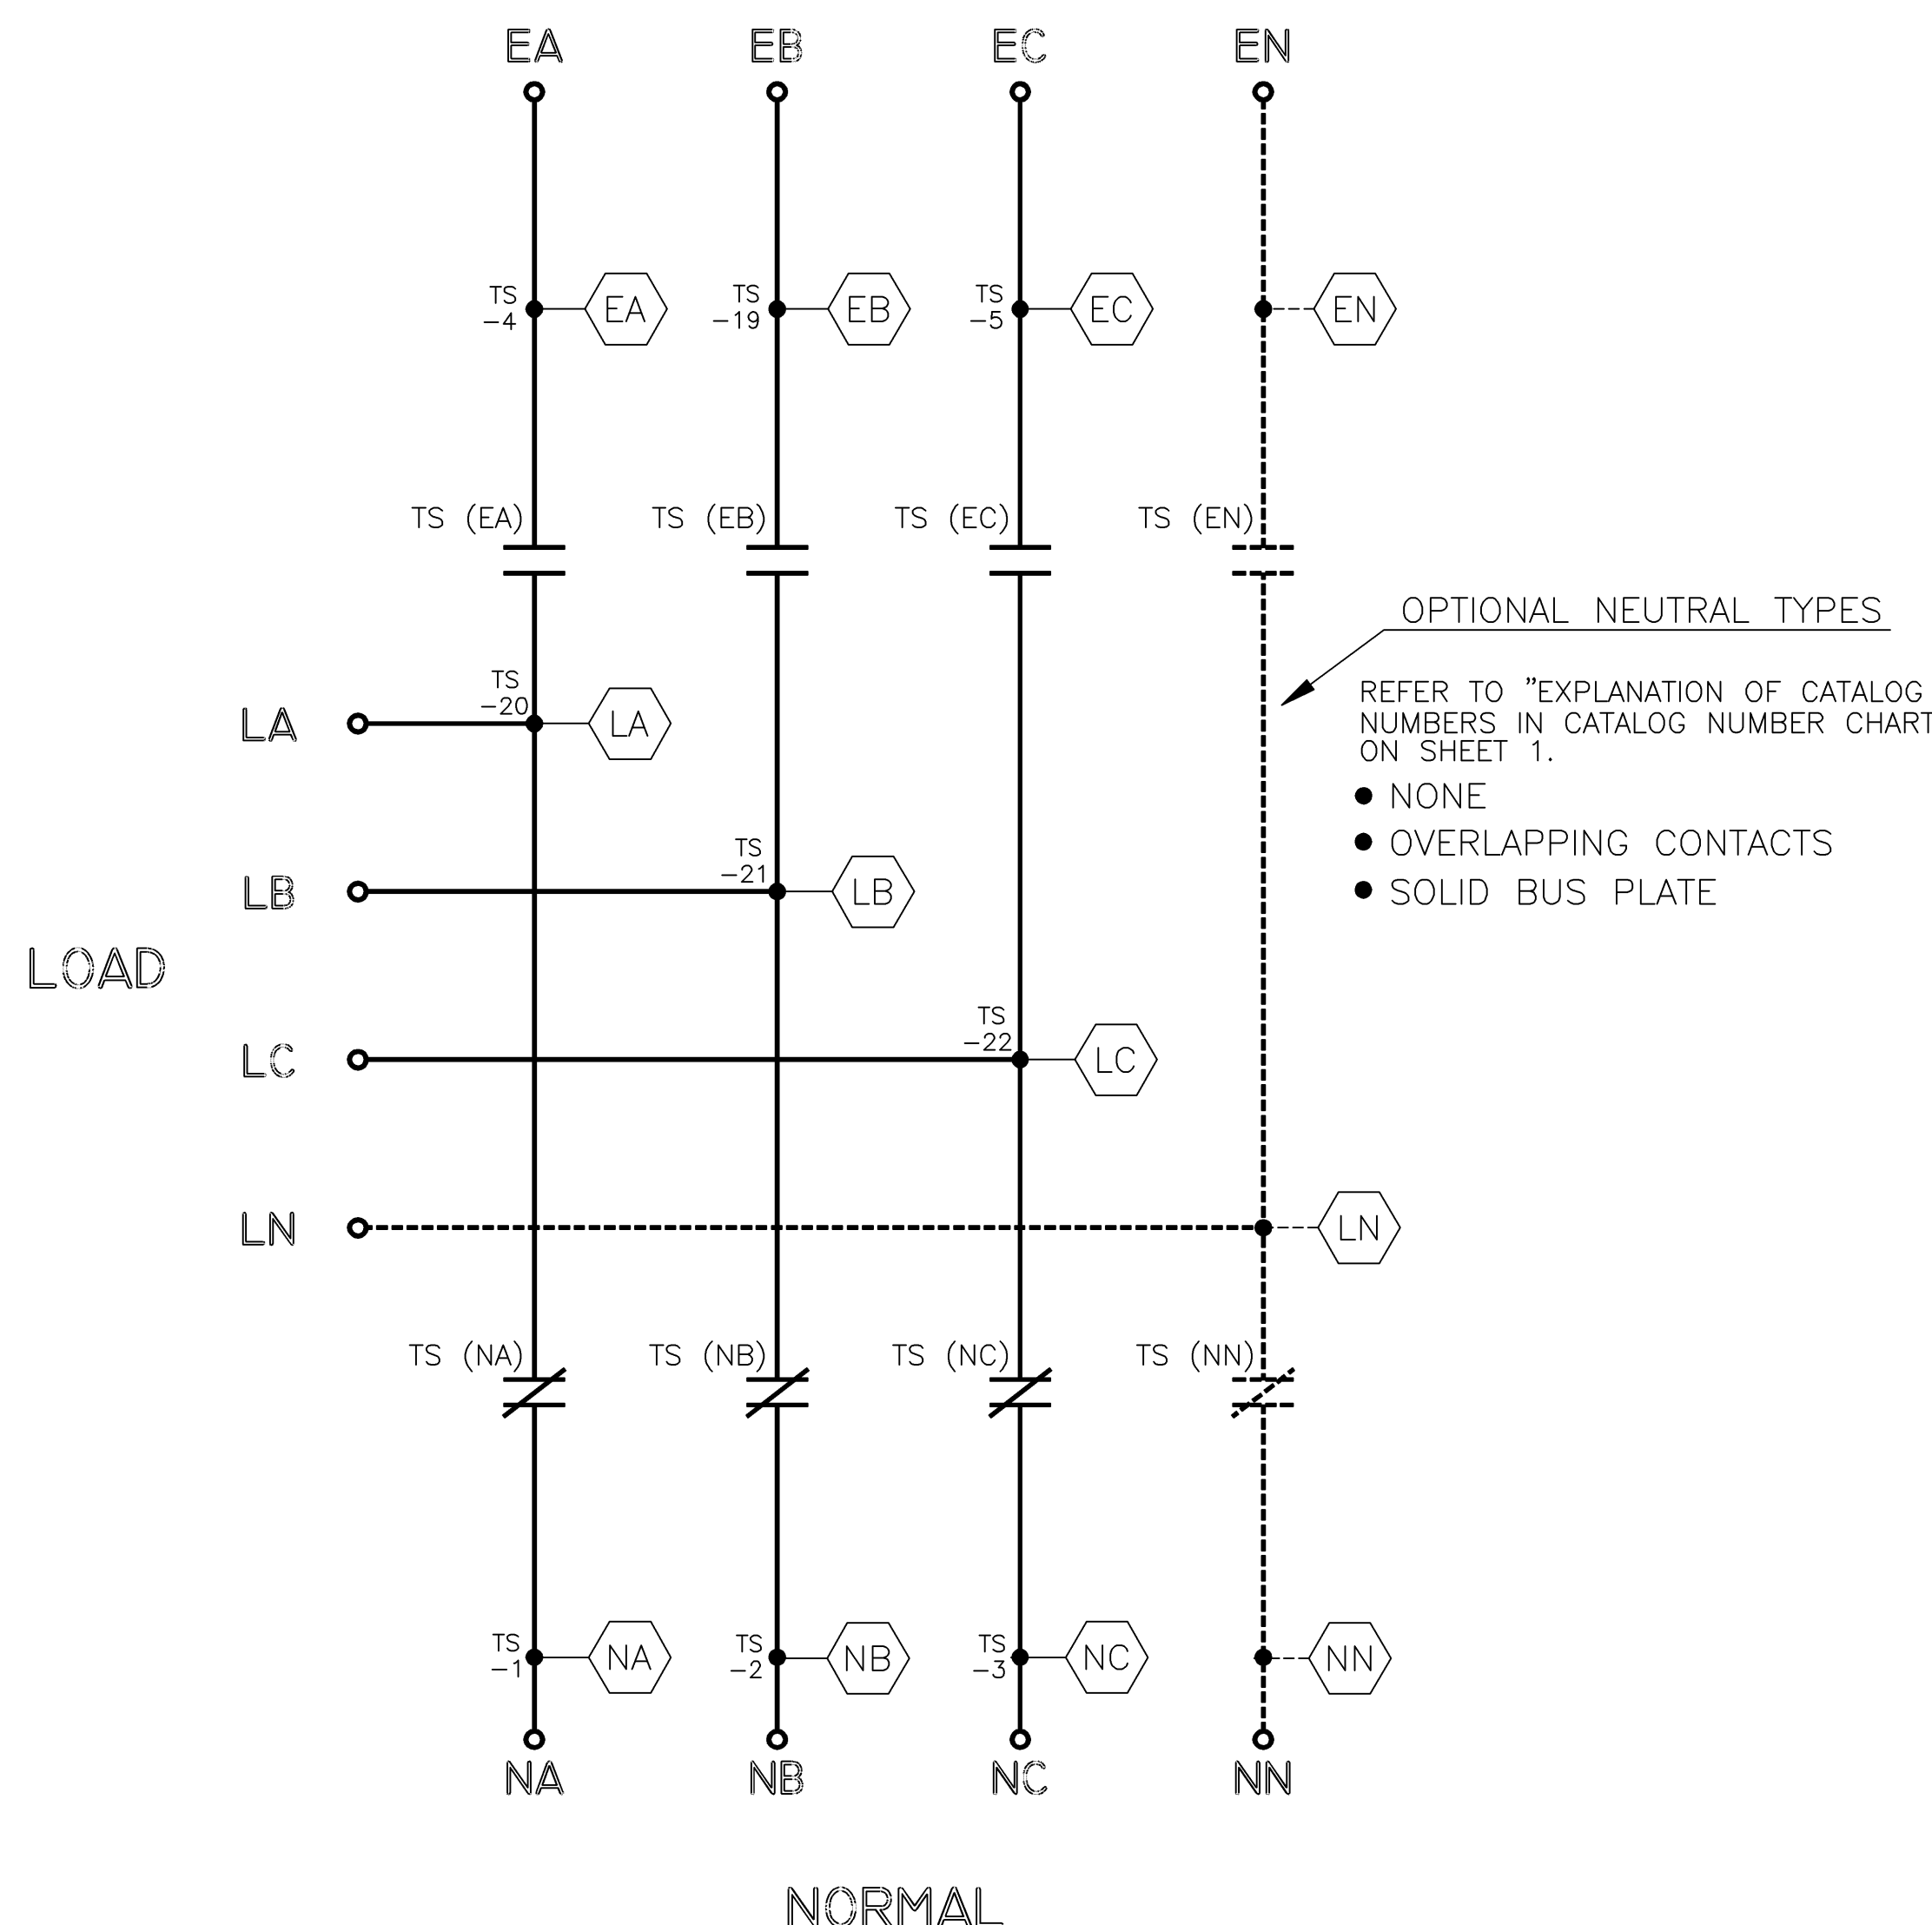 EA EB EC EN
TS TS TS
-4 EA -19 EB -5 EC EN
TS (EA) TS (EB) TS (EC) TS (EN)
OPTIONAL NEUTRAL TYPES
REFER TO "EXPLANATION OF CATALOG
NUMBERS IN CATALOG NUMBER CHART
ON SHEET 1.
● NONE
● OVERLAPPING CONTACTS
● SOLID BUS PLATE
TS
-20
LA LA
TS
-21
LB LB
LOAD
TS
-22
LC LC
LN LN
TS (NA) TS (NB) TS (NC) TS (NN)
TS TS TS
-1 NA -2 NB -3 NC NN
NA NB NC NN
NORMAL